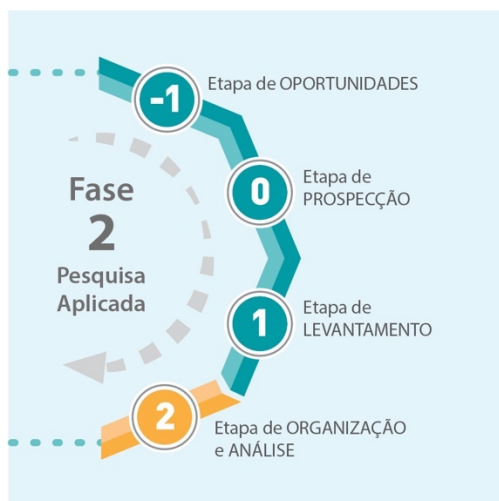 -1
Etapa de OPORTUNIDADES
0
Etapa de
PROSPECÇÃO
Fase
2
Pesquisa
Aplicada
1
Etapa de
LEVANTAMENTO
2
Etapa de ORGANIZAÇÃO
e ANÁLISE